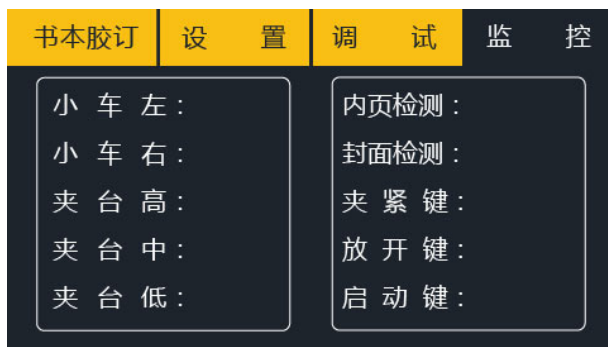 书本胶订 设置 调试 监控
小车左：
小车右：
夹台高：
夹台中：
夹台低：
内页检测：
封面检测：
夹紧键：
放开键：
启动键：